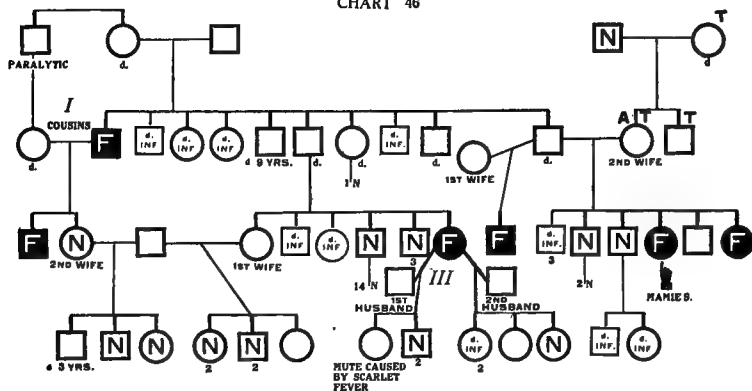 CHART 46
T
N
PARALYTIC
d.
d
I
COUSINS
A T
T
d.
F
d.
INF
d.
INF
d.
INF
d 9 YRS.
d.
d.
1 N
d.
INF
d.
1ST WIFE
d.
2ND WIFE
F
N
2ND WIFE
1ST WIFE
d.
INF
d.
INF
N
14 N
N
3
F
F
d.
INF.
3
N
2 N
N
F
F
MAMIE S.
III
1ST
HUSBAND
2ND
HUSBAND
d 3 YRS.
N
N
N
2
N
2
MUTE CAUSED
BY SCARLET
FEVER
N
2
d.
INF
2
N
d.
INF
d.
INF